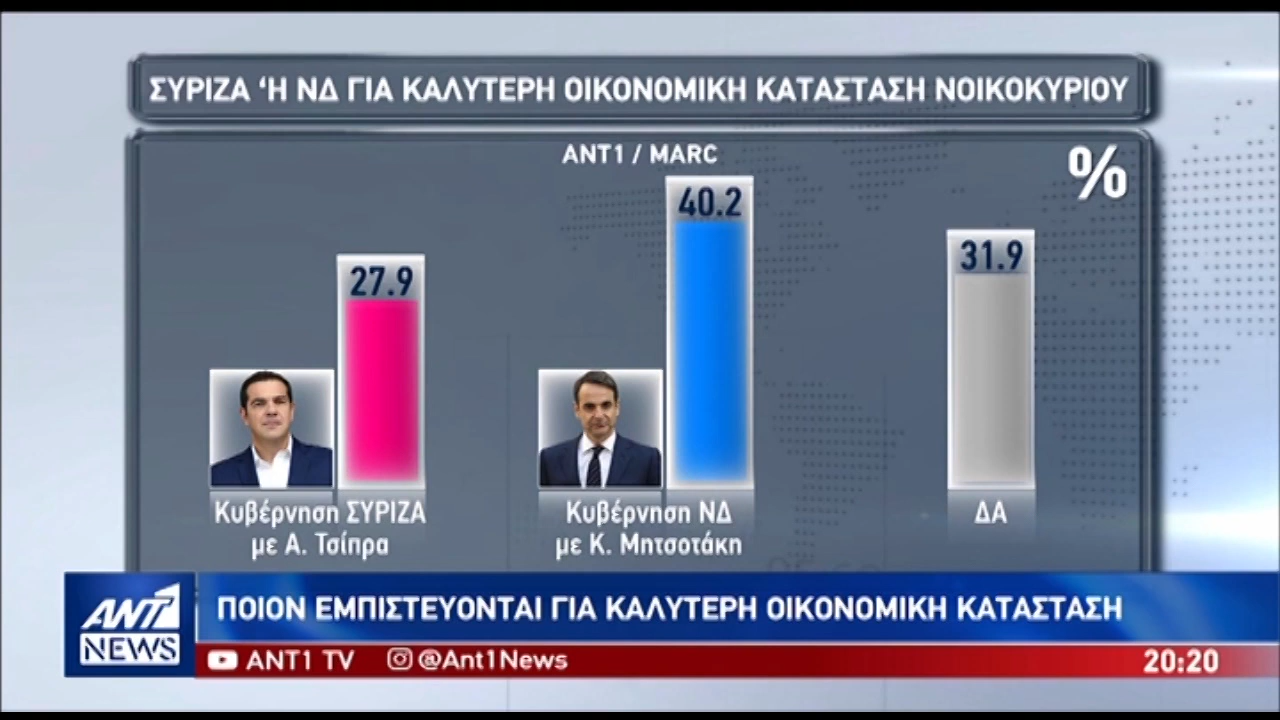 ΣΥΡΙΖΑ ‘Η ΝΔ ΓΙΑ ΚΑΛΥΤΕΡΗ ΟΙΚΟΝΟΜΙΚΗ ΚΑΤΑΣΤΑΣΗ ΝΟΙΚΟΚΥΡΙΟΥ
ANT1 / MARC
%
27.9
40.2
31.9
Κυβέρνηση ΣΥΡΙΖΑ
με Α. Τσίπρα
Κυβέρνηση ΝΔ
με Κ. Μητσοτάκη
ΔΑ
ΠΟΙΟΝ ΕΜΠΙΣΤΕΥΟΝΤΑΙ ΓΙΑ ΚΑΛΥΤΕΡΗ ΟΙΚΟΝΟΜΙΚΗ ΚΑΤΑΣΤΑΣΗ
ANT1
NEWS
ANT1 TV
@Ant1News
20:20